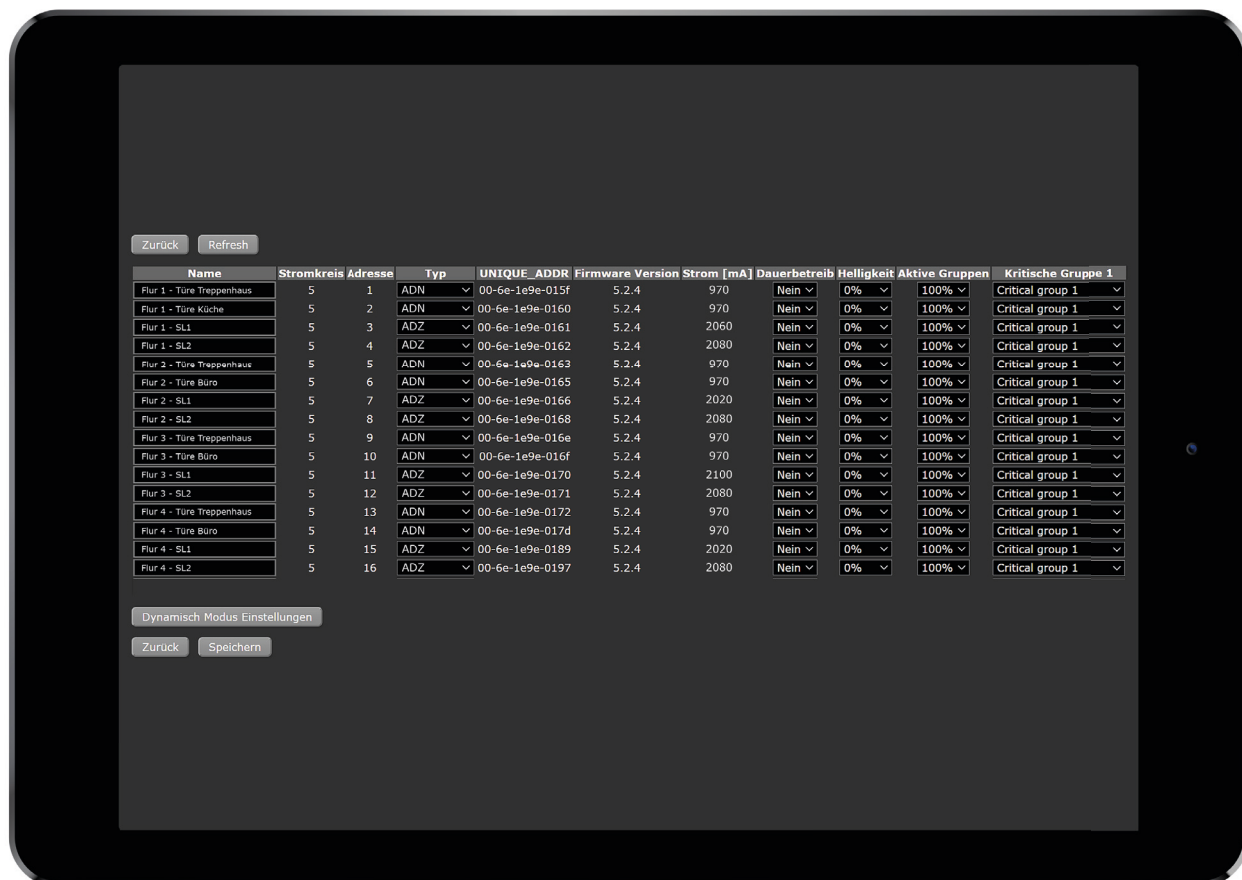 Zurück Refresh
Name Stromkreis Adresse Typ UNIQUE_ADDR Firmware Version Strom [mA] Dauerbetreib Helligkeit Aktive Gruppen Kritische Gruppe 1
Flur 1 - Türe Treppenhaus 5 1 ADN 00-6e-1e9e-015f 5.2.4 970 Nein 0% 100% Critical group 1
Flur 1 - Türe Küche 5 2 ADN 00-6e-1e9e-0160 5.2.4 970 Nein 0% 100% Critical group 1
Flur 1 - SL1 5 3 ADZ 00-6e-1e9e-0161 5.2.4 2060 Nein 0% 100% Critical group 1
Flur 1 - SL2 5 4 ADZ 00-6e-1e9e-0162 5.2.4 2080 Nein 0% 100% Critical group 1
Flur 2 - Türe Treppenhaus 5 5 ADN 00-6e-1e9e-0163 5.2.4 970 Nein 0% 100% Critical group 1
Flur 2 - Türe Büro 5 6 ADN 00-6e-1e9e-0165 5.2.4 970 Nein 0% 100% Critical group 1
Flur 2 - SL1 5 7 ADZ 00-6e-1e9e-0166 5.2.4 2020 Nein 0% 100% Critical group 1
Flur 2 - SL2 5 8 ADZ 00-6e-1e9e-0168 5.2.4 2080 Nein 0% 100% Critical group 1
Flur 3 - Türe Treppenhaus 5 9 ADN 00-6e-1e9e-016e 5.2.4 970 Nein 0% 100% Critical group 1
Flur 3 - Türe Büro 5 10 ADN 00-6e-1e9e-016f 5.2.4 970 Nein 0% 100% Critical group 1
Flur 3 - SL1 5 11 ADZ 00-6e-1e9e-0170 5.2.4 2100 Nein 0% 100% Critical group 1
Flur 3 - SL2 5 12 ADZ 00-6e-1e9e-0171 5.2.4 2080 Nein 0% 100% Critical group 1
Flur 4 - Türe Treppenhaus 5 13 ADN 00-6e-1e9e-0172 5.2.4 970 Nein 0% 100% Critical group 1
Flur 4 - Türe Büro 5 14 ADN 00-6e-1e9e-017d 5.2.4 970 Nein 0% 100% Critical group 1
Flur 4 - SL1 5 15 ADZ 00-6e-1e9e-0189 5.2.4 2020 Nein 0% 100% Critical group 1
Flur 4 - SL2 5 16 ADZ 00-6e-1e9e-0197 5.2.4 2080 Nein 0% 100% Critical group 1
Dynamisch Modus Einstellungen
Zurück Speichern